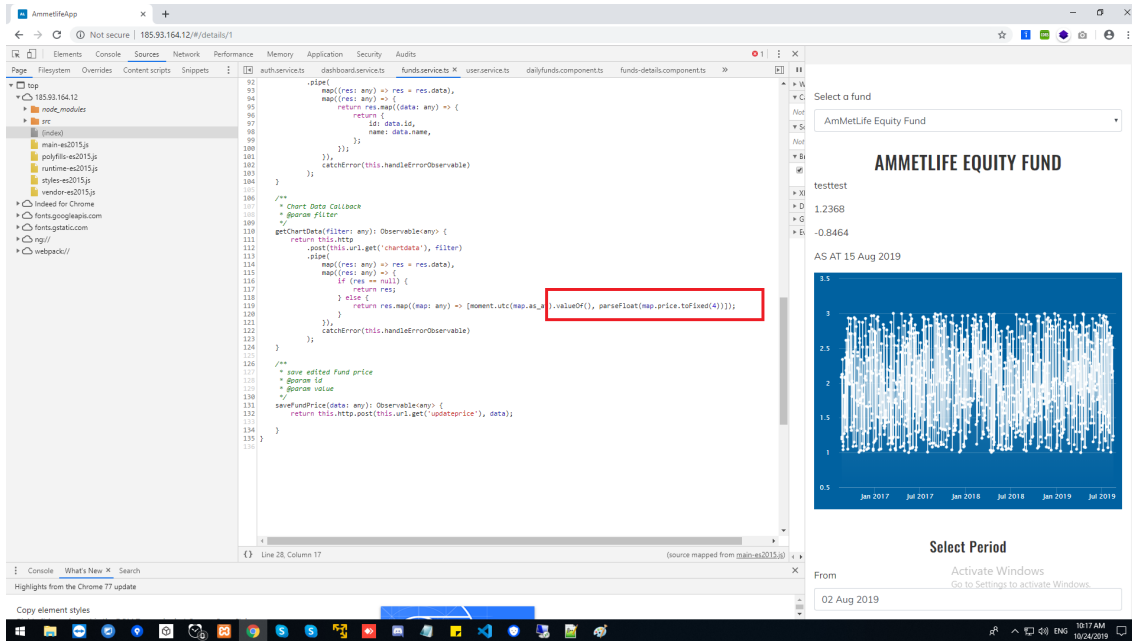 AmmetlifeApp
Not secure | 185.93.164.12/#/details/1
Elements Console Sources Network Performance Memory Application Security Audits 1
Page Filesystem Overrides Content scripts Snippets
auth.service.ts dashboard.service.ts funds.service.ts userservice.ts dailyfunds.component.ts funds-details.component.ts
top
185.93.164.12
node_modules
src
(index)
main-es2015.js
polyfills-es2015.js
runtime-es2015.js
styles-es2015.js
vendor-es2015.js
Indeed for Chrome
fonts.googleapis.com
fonts.gstatic.com
ng://
webpack://
92 .pipe(
93 map((res: any) => res = res.data),
94 map((res: any) => {
95 return res.map((data: any) => {
96 return {
97 id: data.id,
98 name: data.name,
99 };
100 });
101 }),
102 catchError(this.handleErrorObservable)
103 );
104 }
105
106 /**
107 * Chart Data Callback
108 * @param filter
109 */
110 getChartData(filter: any): Observable<any> {
111 return this.http
112 .post(this.url.get('chartdata'), filter)
113 .pipe(
114 map((res: any) => res = res.data),
115 map((res: any) => {
116 if (res == null) {
117 return res;
118 } else {
119 return res.map((map: any) => [moment.utc(map.as_at).valueOf(), parseFloat(map.price.toFixed(4))]);
120 }
121 }),
122 catchError(this.handleErrorObservable)
123 );
124 }
125
126 /**
127 * save edited Fund price
128 * @param id
129 * @param value
130 */
131 saveFundPrice(data: any): Observable<any> {
132 return this.http.post(this.url.get('updateprice'), data);
133
134 }
135 }
136
{} Line 28, Column 17 (source mapped from main-es2015.js)
Console What's New Search
Highlights from the Chrome 77 update
Copy element styles
Select a fund
AmMetLife Equity Fund
AMMETLIFE EQUITY FUND
testtest
1.2368
-0.8464
AS AT 15 Aug 2019
3.5
3
2.5
2
1.5
1
0.5
Jan 2017 Jul 2017 Jan 2018 Jul 2018 Jan 2019 Jul 2019
Select Period
From
02 Aug 2019
Activate Windows
Go to Settings to activate Windows.
ENG
10:17 AM
10/24/2019